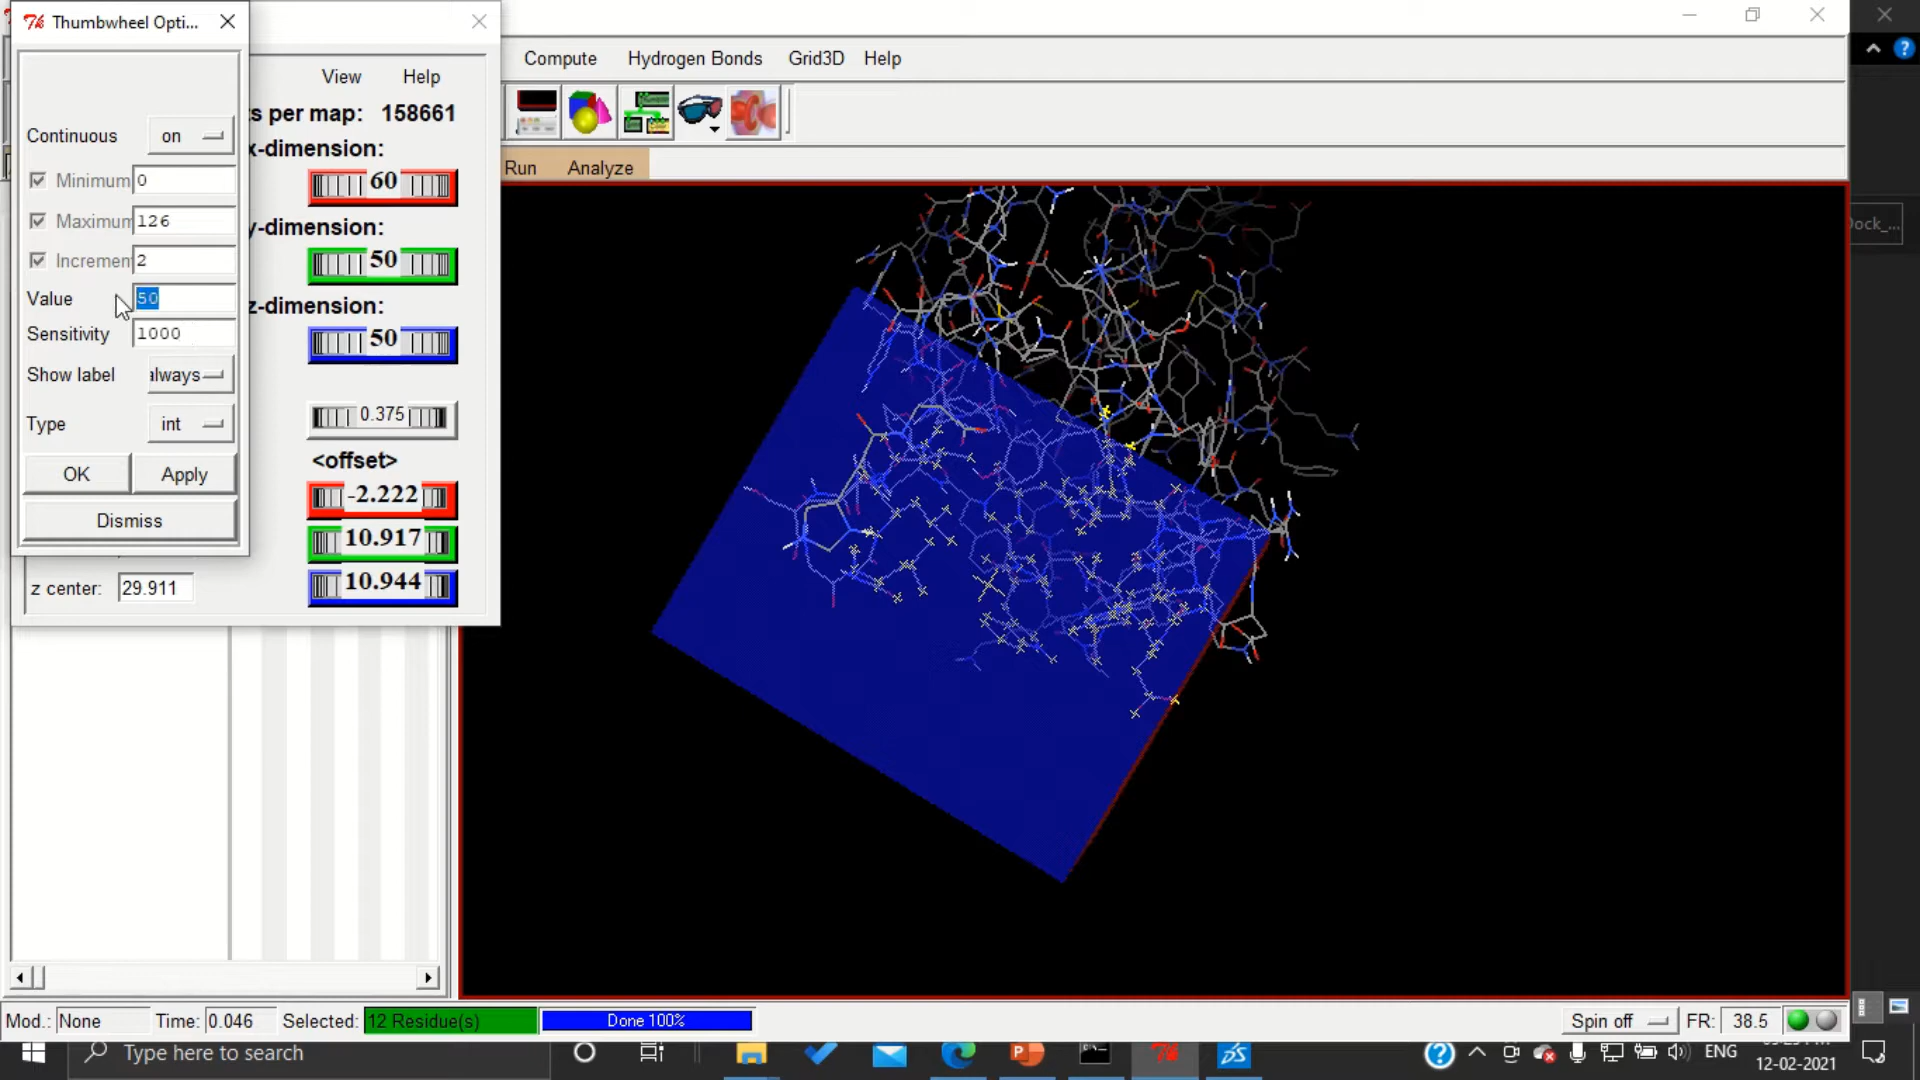 Thumbwheel Opti...
View Help
s per map: 158661
Continuous on
x-dimension:
Minimum 0
60
Maximum 126
y-dimension:
Increment 2
50
Value 50
z-dimension:
Sensitivity 1000
50
Show label always
0.375
Type int
<offset>
OK Apply
-2.222
Dismiss
10.917
z center: 29.911
10.944
Compute Hydrogen Bonds Grid3D Help
Run Analyze
Dock_...
Mod.: None Time: 0.046 Selected: 12 Residue(s) Done 100% Spin off FR: 38.5
Type here to search
ENG
12-02-2021